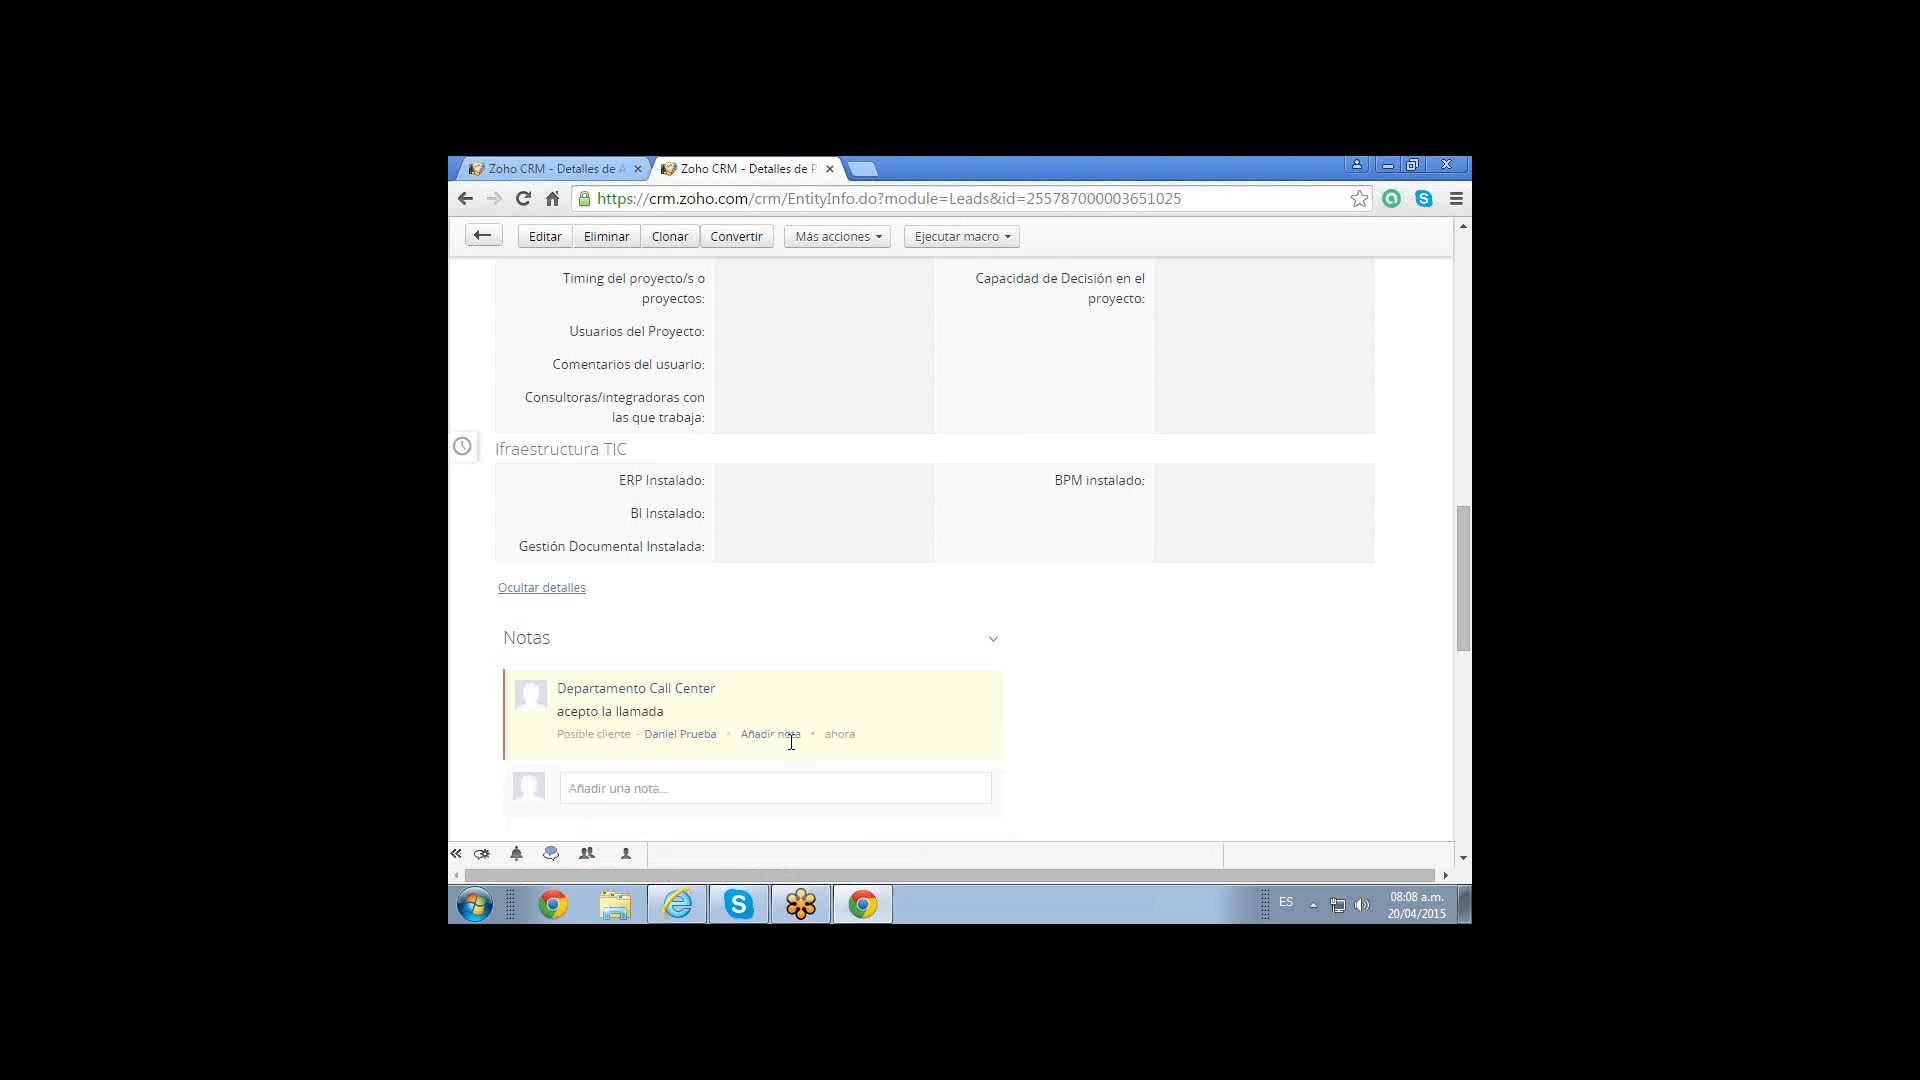 Zoho CRM - Detalles de A
Zoho CRM - Detalles de P
https://crm.zoho.com/crm/EntityInfo.do?module=Leads&id=255787000003651025
Editar Eliminar Clonar Convertir Más acciones Ejecutar macro
Timing del proyecto/s o
proyectos:
Capacidad de Decisión en el
proyecto:
Usuarios del Proyecto:
Comentarios del usuario:
Consultoras/integradoras con
las que trabaja:
Ifraestructura TIC
ERP Instalado:
BPM instalado:
BI Instalado:
Gestión Documental Instalada:
Ocultar detalles
Notas
Departamento Call Center
acepto la llamada
Posible cliente - Daniel Prueba • Añadir nota • ahora
Añadir una nota...
ES
08:08 a.m.
20/04/2015